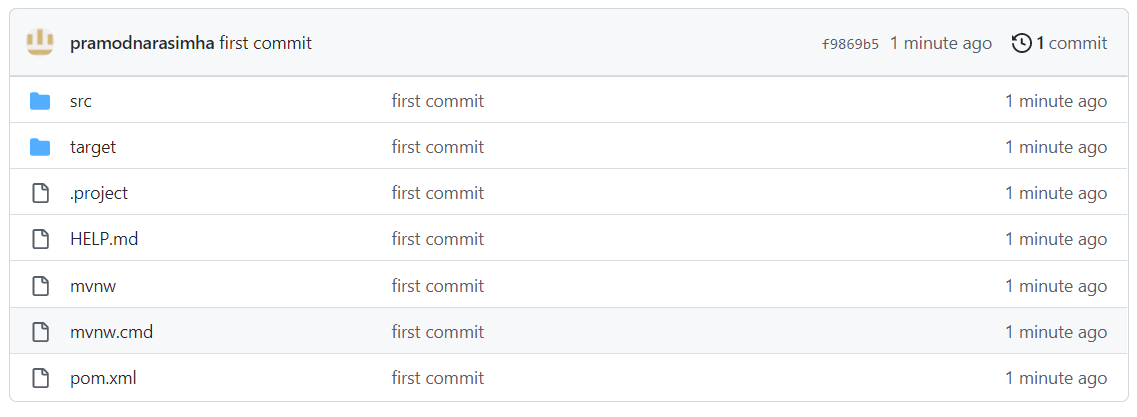 pramodnarasimha first commit f9869b5 1 minute ago 1 commit
src first commit 1 minute ago
target first commit 1 minute ago
.project first commit 1 minute ago
HELP.md first commit 1 minute ago
mvnw first commit 1 minute ago
mvnw.cmd first commit 1 minute ago
pom.xml first commit 1 minute ago